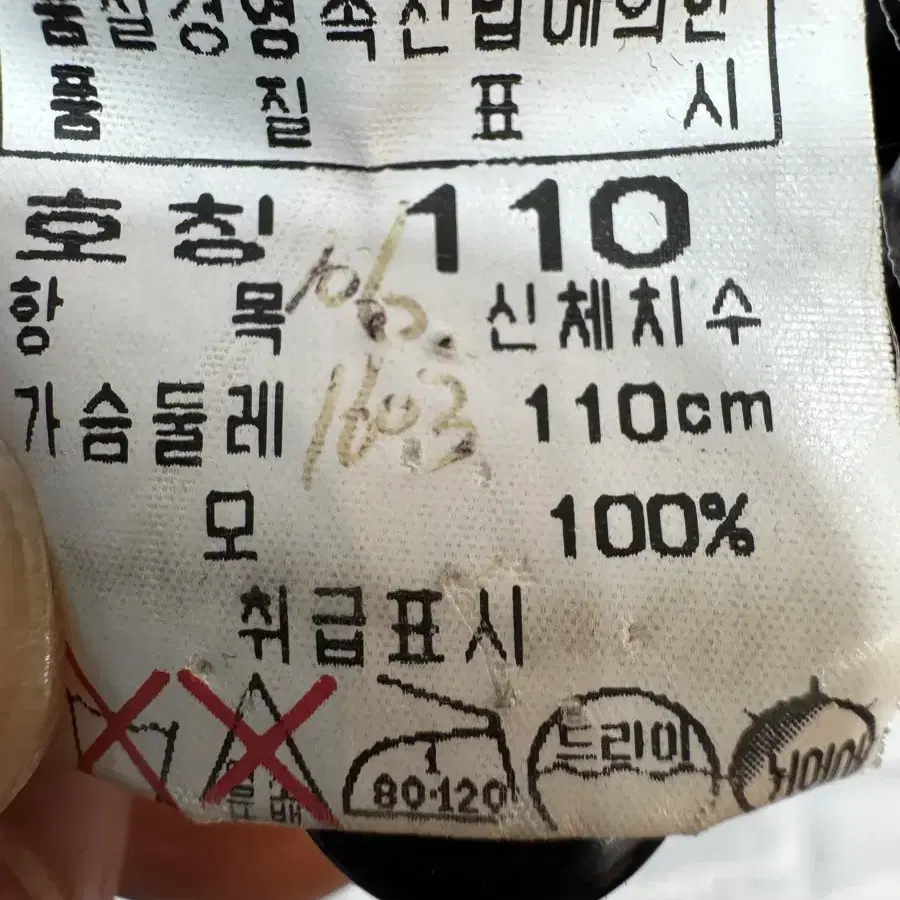 품질경영촉진법에의한
품 질 표 시
호칭 110
항 목 신체치수
가슴둘레 110cm
모 100%
취급표시
1
80·120
드라이